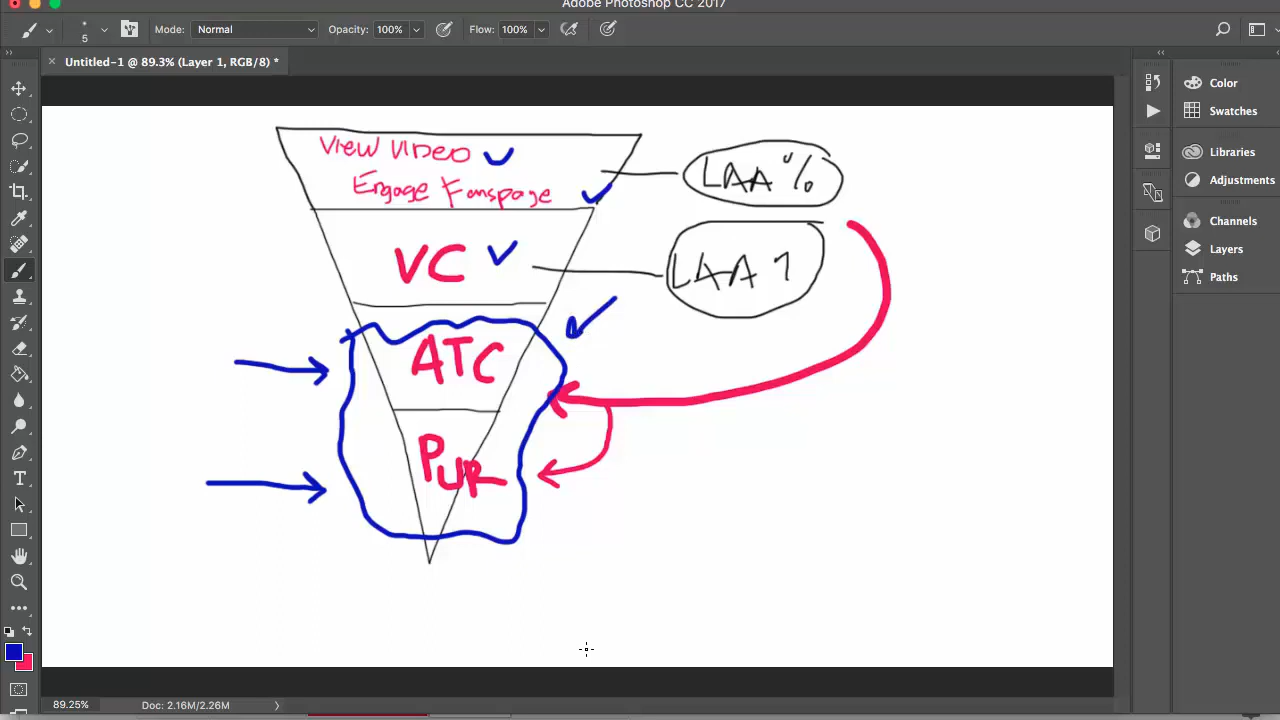 Adobe Photoshop CC 2017
5
Mode: Normal Opacity: 100% Flow: 100%
Untitled-1 @ 89.3% (Layer 1, RGB/8) *
View Video
Engage Fanspage
LAA %
VC
LAA 1
ATC
PUR
Color
Swatches
Libraries
Adjustments
Channels
Layers
Paths
89.25% Doc: 2.16M/2.26M